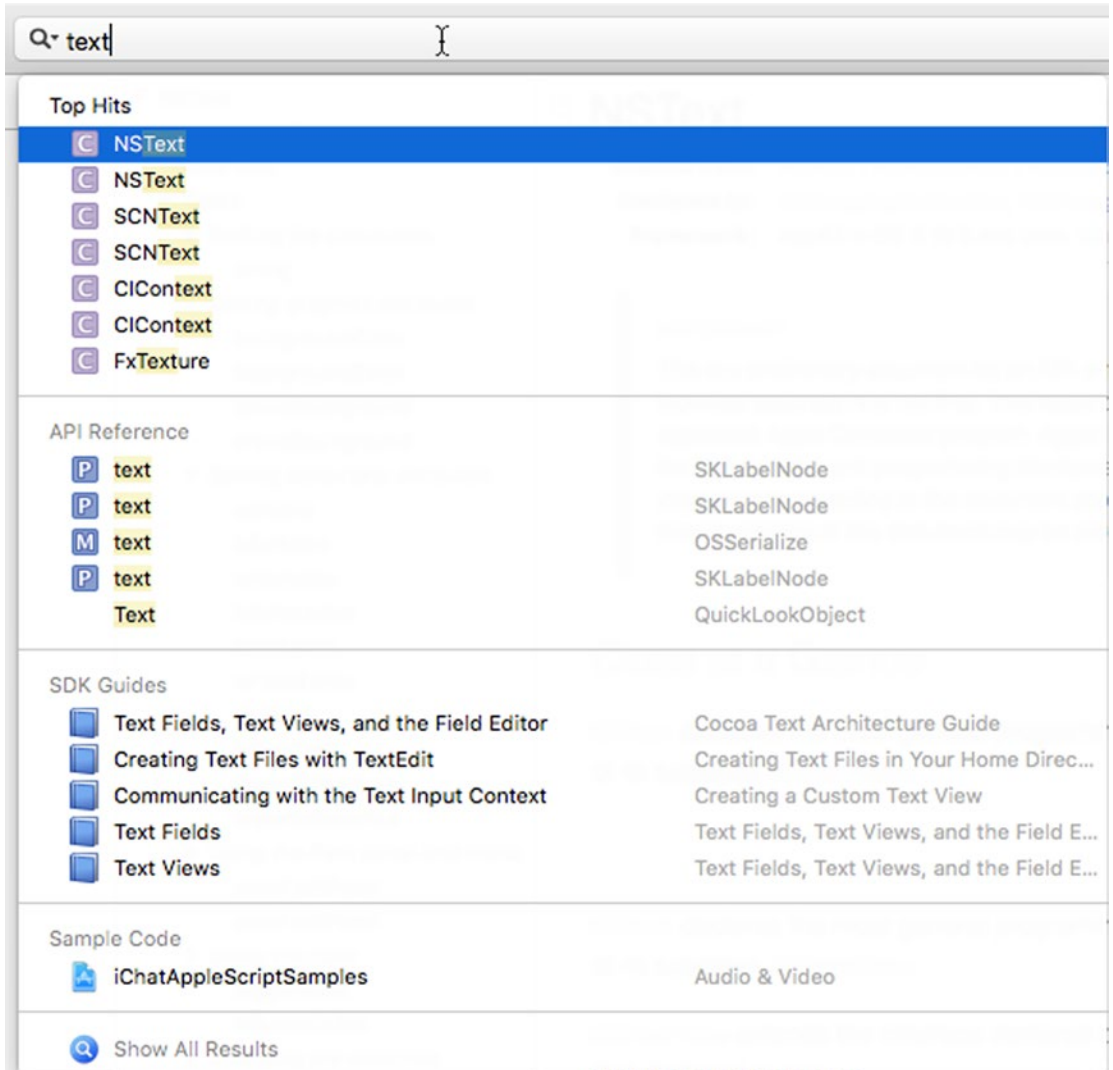 text
Top Hits
C NSText
C NSText
C SCNText
C SCNText
C CIContext
C CIContext
C FxTexture
API Reference
P text SKLabelNode
P text SKLabelNode
M text OSSerialize
P text SKLabelNode
Text QuickLookObject
SDK Guides
Text Fields, Text Views, and the Field Editor Cocoa Text Architecture Guide
Creating Text Files with TextEdit Creating Text Files in Your Home Direc...
Communicating with the Text Input Context Creating a Custom Text View
Text Fields Text Fields, Text Views, and the Field E...
Text Views Text Fields, Text Views, and the Field E...
Sample Code
iChatAppleScriptSamples Audio & Video
Show All Results